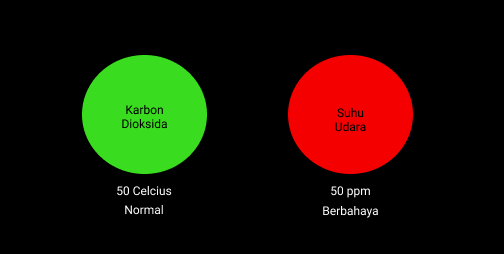 Karbon
Dioksida
50 Celcius
Normal
Suhu
Udara
50 ppm
Berbahaya